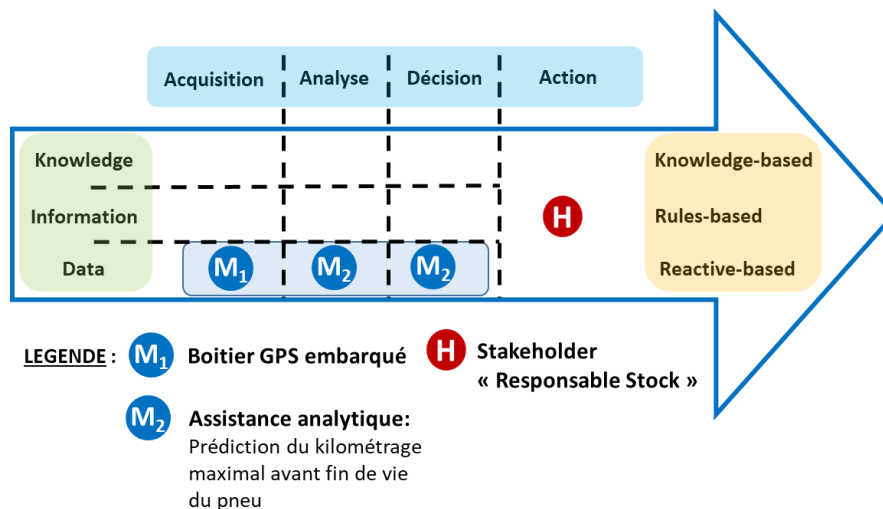 Acquisition Analyse Décision Action
Knowledge Knowledge-based
Information H Rules-based
Data M1 M2 M2 Reactive-based
LEGENDE : M1 Boitier GPS embarqué H Stakeholder
« Responsable Stock »
M2 Assistance analytique:
Prédiction du kilométrage
maximal avant fin de vie
du pneu